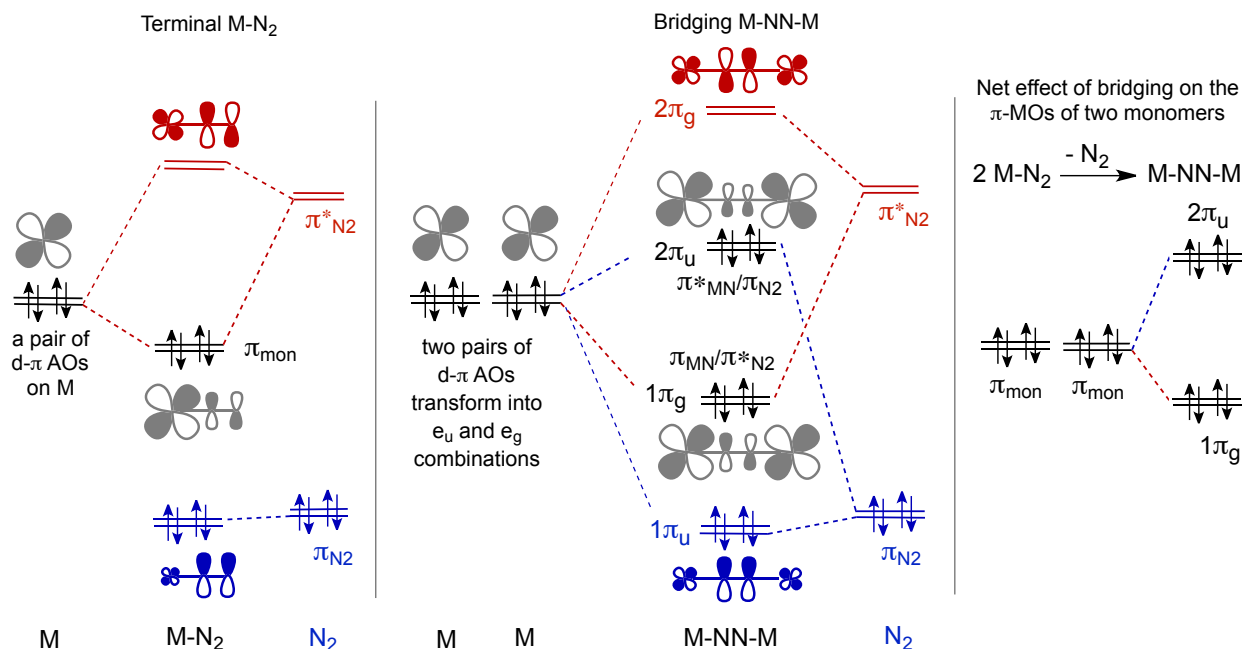 Terminal M-N₂
π*N2
a pair of
d-π AOs
on M
πmon
πN2
M
M-N₂
N₂
Bridging M-NN-M
2πg
π*N2
2πu
π*MN/πN2
two pairs of
d-π AOs
transform into
eu and eg
combinations
πMN/π*N2
1πg
1πu
πN2
M
M
M-NN-M
N₂
Net effect of bridging on the
π-MOs of two monomers
2 M-N₂ - N₂ M-NN-M
2πu
πmon
πmon
1πg